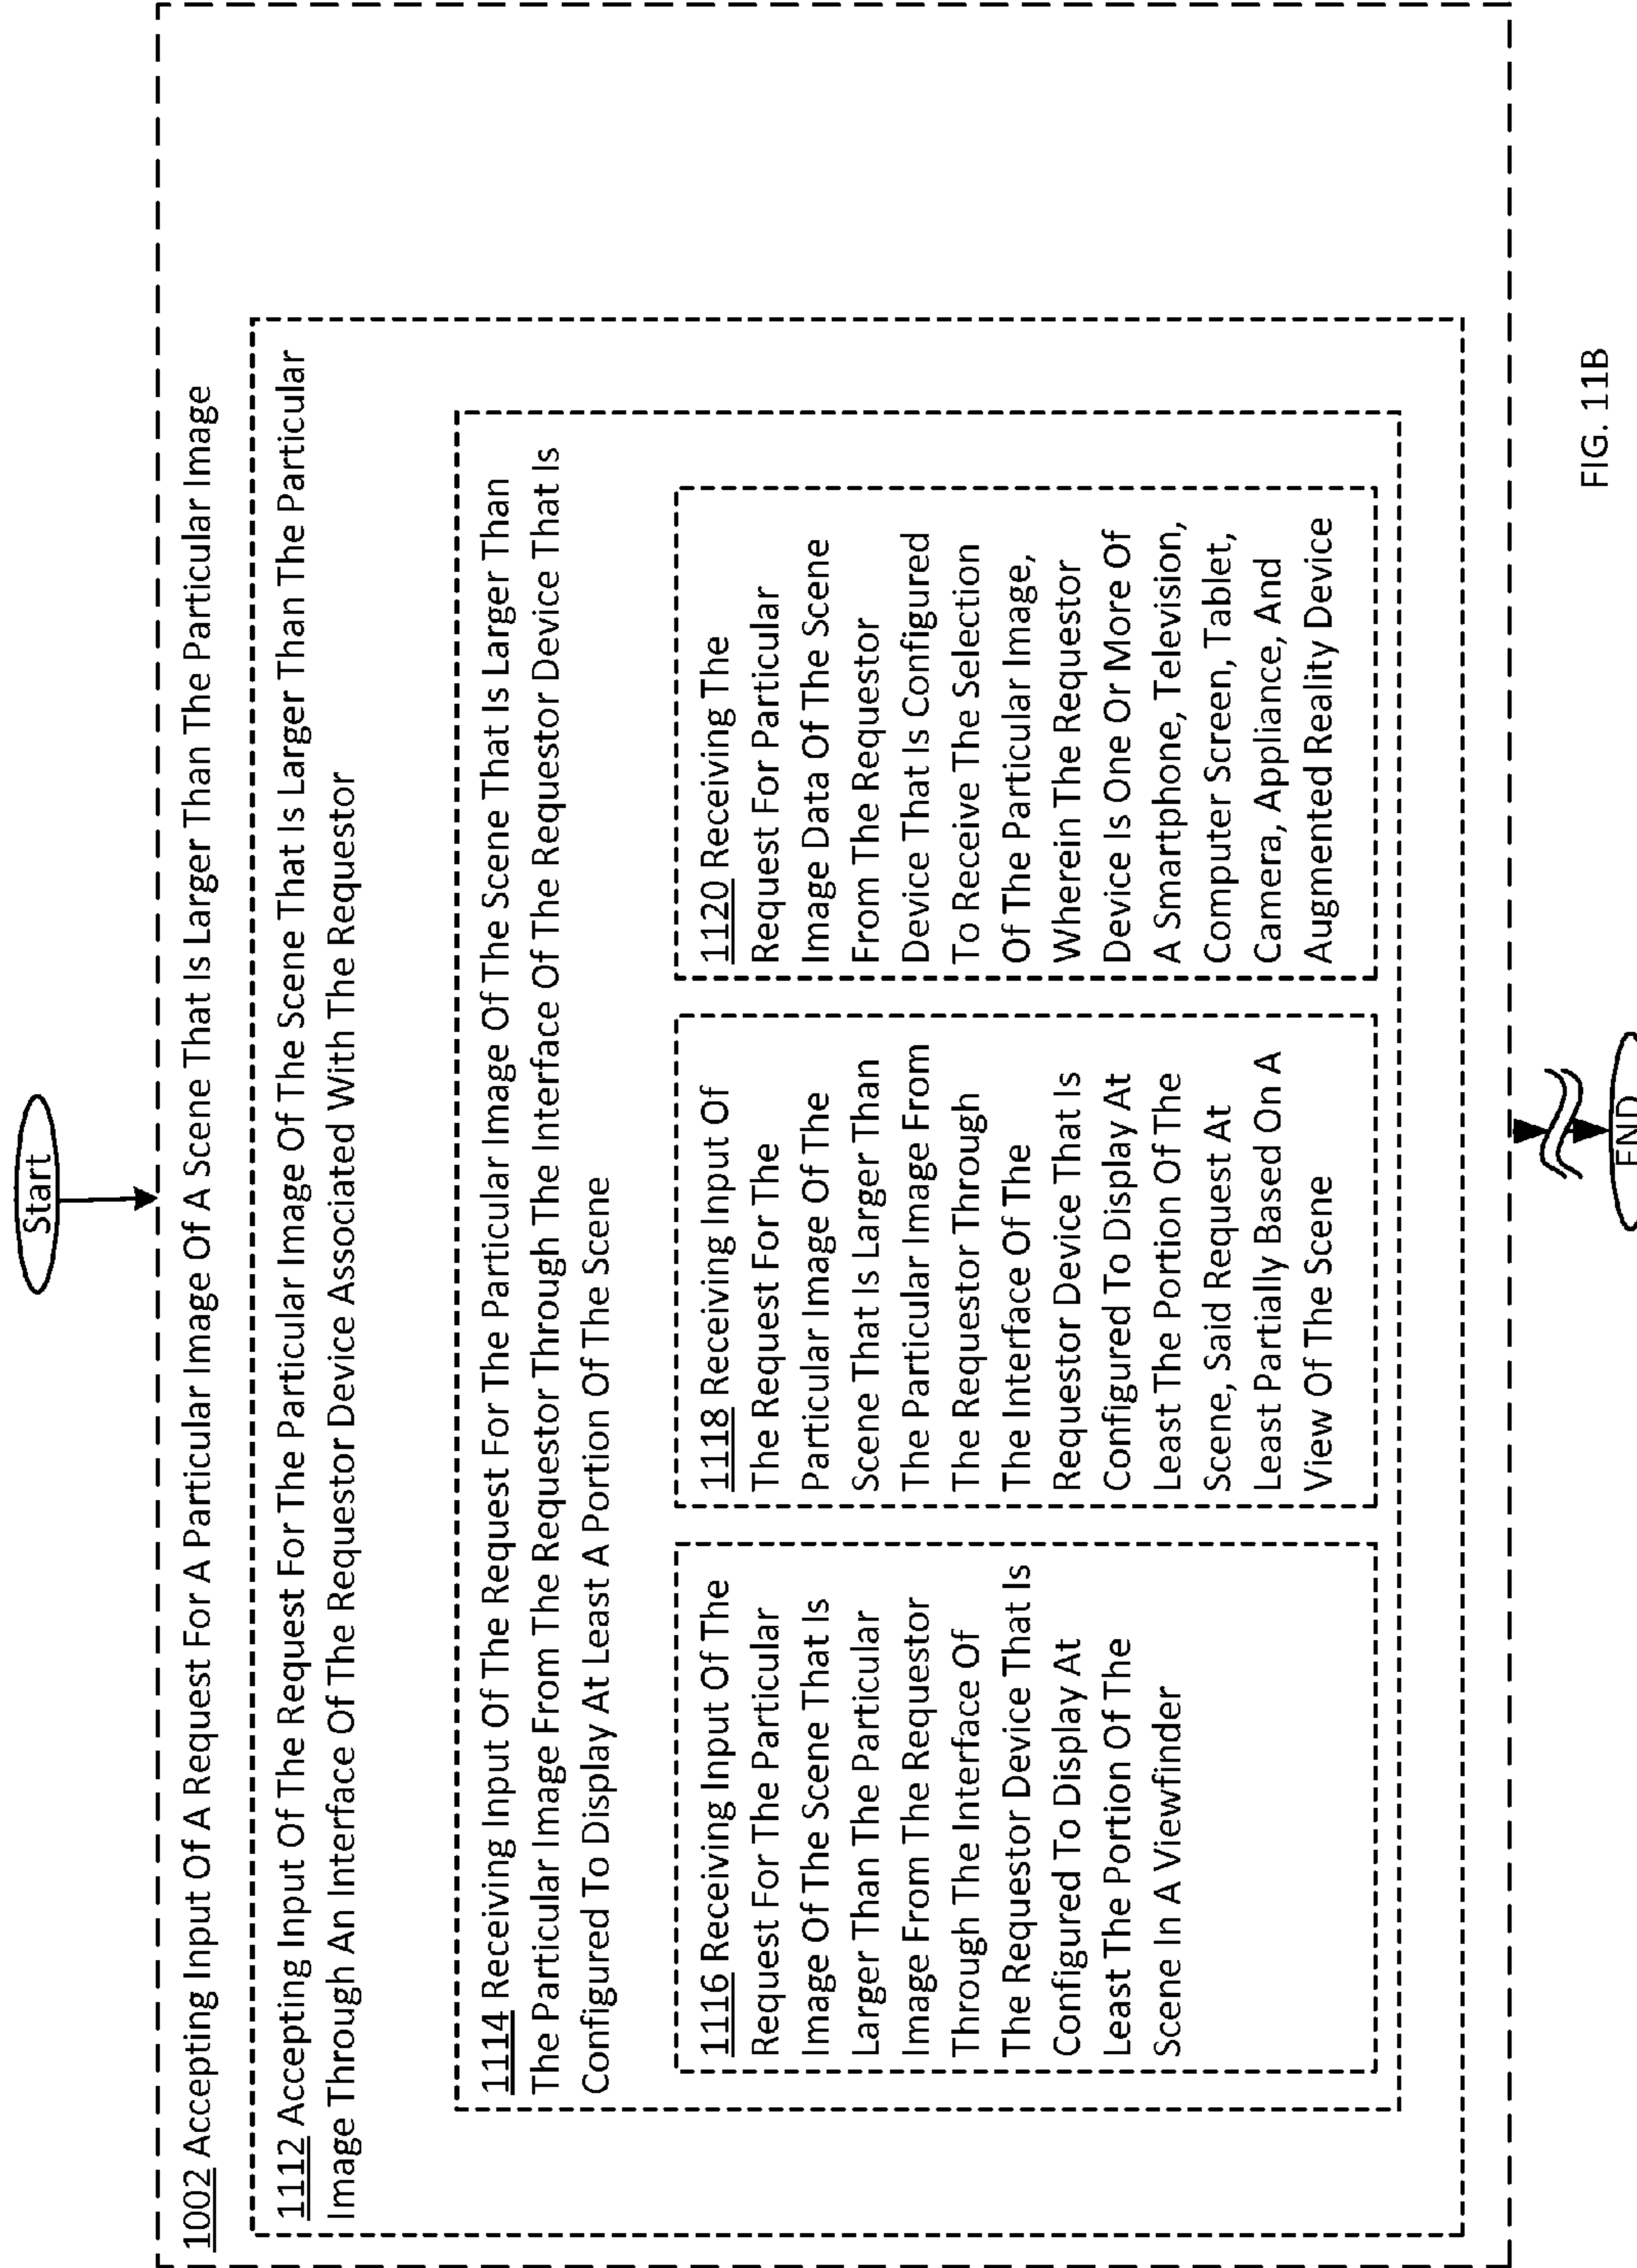 Start
1002 Accepting Input Of A Request For A Particular Image Of A Scene That Is Larger Than The Particular Image
1112 Accepting Input Of The Request For The Particular Image Of The Scene That Is Larger Than The Particular
Image Through An Interface Of The Requestor Device Associated With The Requestor
1114 Receiving Input Of The Request For The Particular Image Of The Scene That Is Larger Than
The Particular Image From The Requestor Through The Interface Of The Requestor Device That Is
Configured To Display At Least A Portion Of The Scene
1116 Receiving Input Of The
Request For The Particular
Image Of The Scene That Is
Larger Than The Particular
Image From The Requestor
Through The Interface Of
The Requestor Device That Is
Configured To Display At
Least The Portion Of The
Scene In A Viewfinder
1118 Receiving Input Of
The Request For The
Particular Image Of The
Scene That Is Larger Than
The Particular Image From
The Requestor Through
The Interface Of The
Requestor Device That Is
Configured To Display At
Least The Portion Of The
Scene, Said Request At
Least Partially Based On A
View Of The Scene
1120 Receiving The
Request For Particular
Image Data Of The Scene
From The Requestor
Device That Is Configured
To Receive The Selection
Of The Particular Image,
Wherein The Requestor
Device Is One Or More Of
A Smartphone, Television,
Computer Screen, Tablet,
Camera, Appliance, And
Augmented Reality Device
END
FIG. 11B